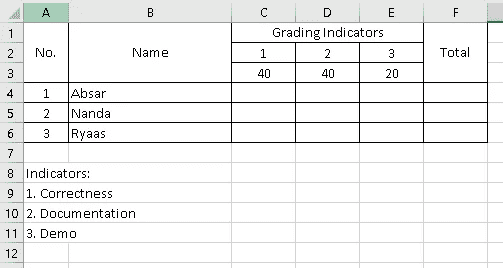 A B C D E F
1 Grading Indicators
2 No. Name 1 2 3 Total
3 40 40 20
4 1 Absar
5 2 Nanda
6 3 Ryaas
7
8 Indicators:
9 1. Correctness
10 2. Documentation
11 3. Demo
12